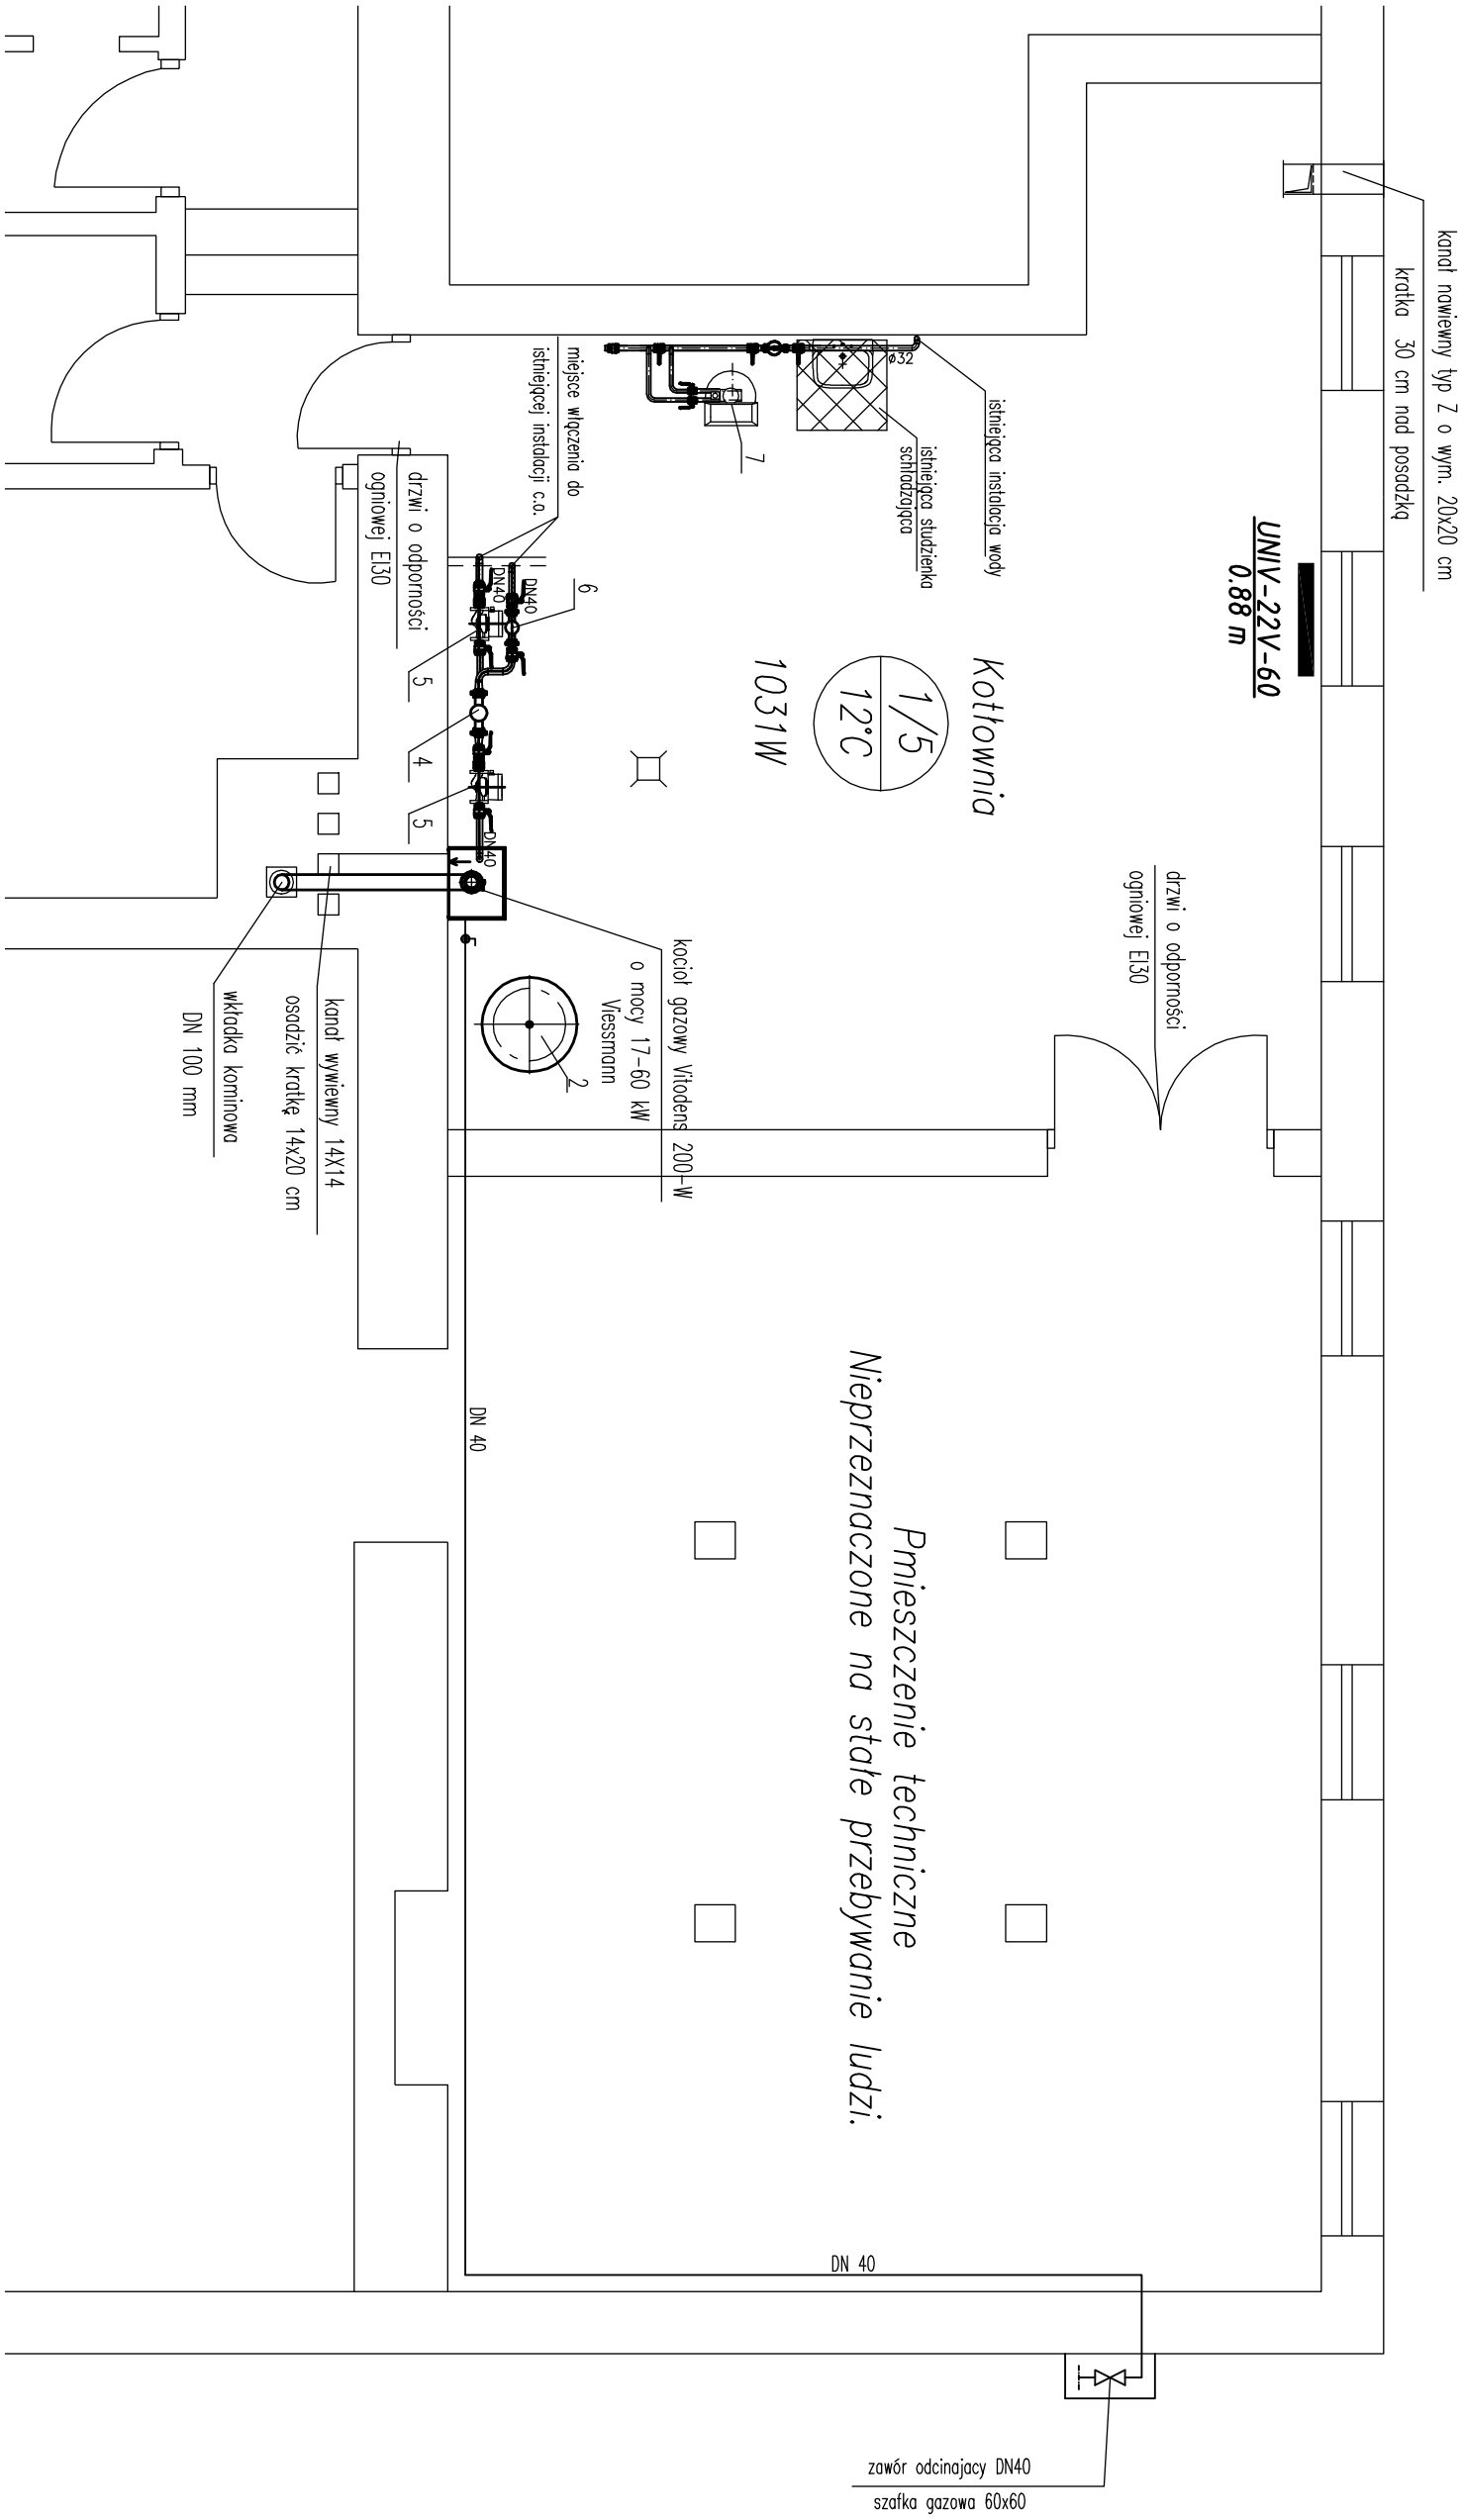 kanał nawiewny typ Z o wym. 20x20 cm
kratka 30 cm nad posadzką
UNIV-22V-60
0.88 m
istniejąca instalacja wody
ø32
istniejąca studzienka
schładzająca
7
miejsce włączenia do
istniejącej instalacji c.o.
drzwi o odporności
ogniowej EI30
DN40
DN40
6
5
4
5
DN40
Kotłownia
1/5
12°C
1031W
drzwi o odporności
ogniowej EI30
kocioł gazowy Vitodens 200-W
o mocy 17-60 kW
Viessmann
2
kanał wywiewny 14X14
osadzić kratkę 14x20 cm
wkładka kominowa
DN 100 mm
DN 40
Pmieszczenie techniczne
Nieprzeznaczone na stałe przebywanie ludzi.
DN 40
zawór odcinajacy DN40
szafka gazowa 60x60